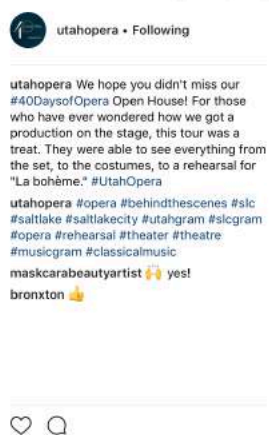 utahopera • Following
utahopera We hope you didn't miss our
#40DaysofOpera Open House! For those
who have ever wondered how we got a
production on the stage, this tour was a
treat. They were able to see everything from
the set, to the costumes, to a rehearsal for
"La bohème." #UtahOpera
utahopera #opera #behindthescenes #slc
#saltlake #saltlakecity #utahgram #slcgram
#opera #rehearsal #theater #theatre
#musicgram #classicalmusic
maskcarabeautyartist 🙌 yes!
bronxton 👍